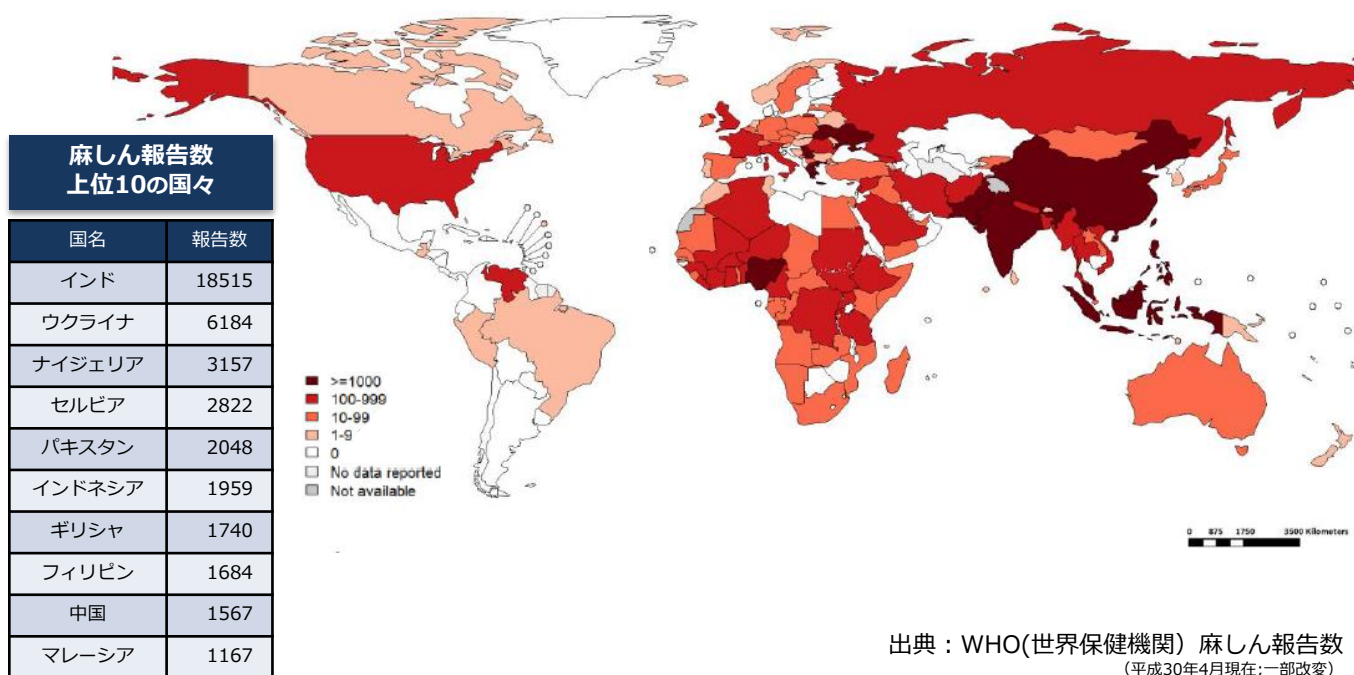 麻しん報告数
上位10の国々
国名 報告数
インド 18515
ウクライナ 6184
ナイジェリア 3157
セルビア 2822
パキスタン 2048
インドネシア 1959
ギリシャ 1740
フィリピン 1684
中国 1567
マレーシア 1167
>=1000
100-999
10-99
1-9
0
No data reported
Not available
0 875 1750 3500 Kilometers
出典：WHO(世界保健機関）麻しん報告数
（平成30年4月現在;一部改変）